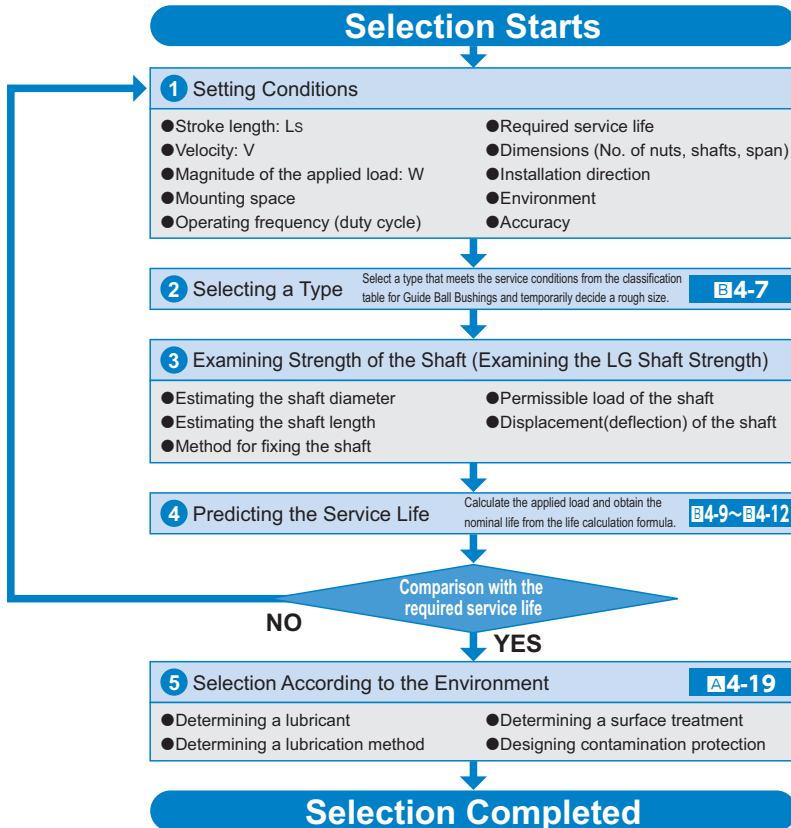 Selection Starts
1 Setting Conditions
●Stroke length: Ls
●Velocity: V
●Magnitude of the applied load: W
●Mounting space
●Operating frequency (duty cycle)
●Required service life
●Dimensions (No. of nuts, shafts, span)
●Installation direction
●Environment
●Accuracy
2 Selecting a Type
Select a type that meets the service conditions from the classification
table for Guide Ball Bushings and temporarily decide a rough size.
B4-7
3 Examining Strength of the Shaft (Examining the LG Shaft Strength)
●Estimating the shaft diameter
●Estimating the shaft length
●Method for fixing the shaft
●Permissible load of the shaft
●Displacement(deflection) of the shaft
4 Predicting the Service Life
Calculate the applied load and obtain the
nominal life from the life calculation formula.
B4-9~B4-12
Comparison with the
required service life
NO
YES
5 Selection According to the Environment
A4-19
●Determining a lubricant
●Determining a lubrication method
●Determining a surface treatment
●Designing contamination protection
Selection Completed